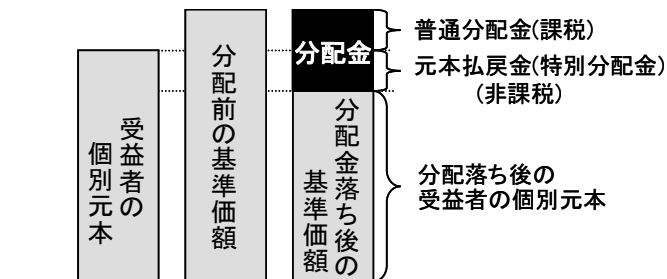 受益者の
個別元本
分配前の基準価額
分配金
分配金落ち後の
基準価額
普通分配金(課税)
元本払戻金(特別分配金)
(非課税)
分配落ち後の
受益者の個別元本